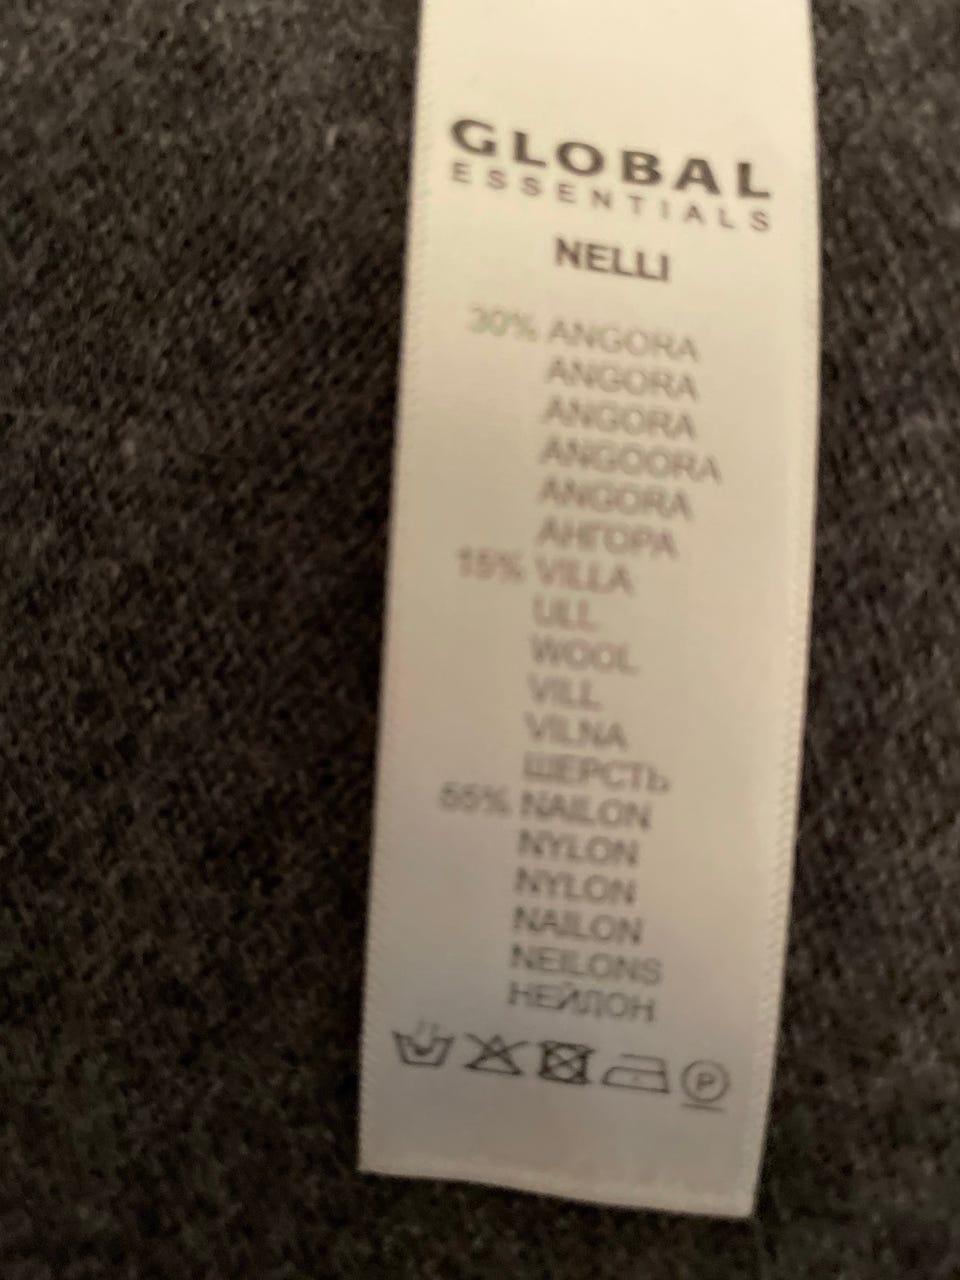 GLOBAL
ESSENTIALS
NELLI
30% ANGORA
ANGORA
ANGORA
ANGOORA
ANGORA
АНГОРА
15% VILLA
ULL
WOOL
VILL
VILNA
ШЕРСТЬ
55% NAILON
NYLON
NYLON
NAILON
NEILONS
НЕЙЛОН
P